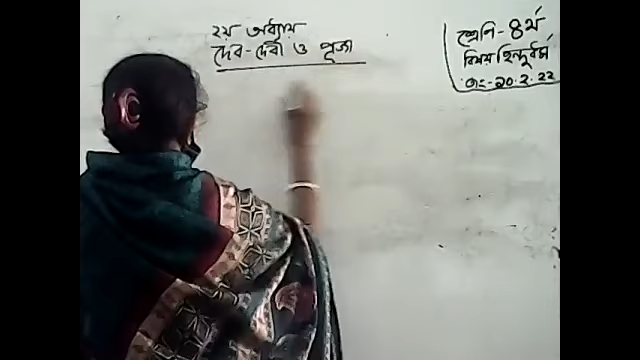 ২য় অধ্যায়
দেব-দেবী ও পূজা
শ্রেণি-৪র্থ
বিষয় হিন্দুধর্ম
তাং-২০.২.২২